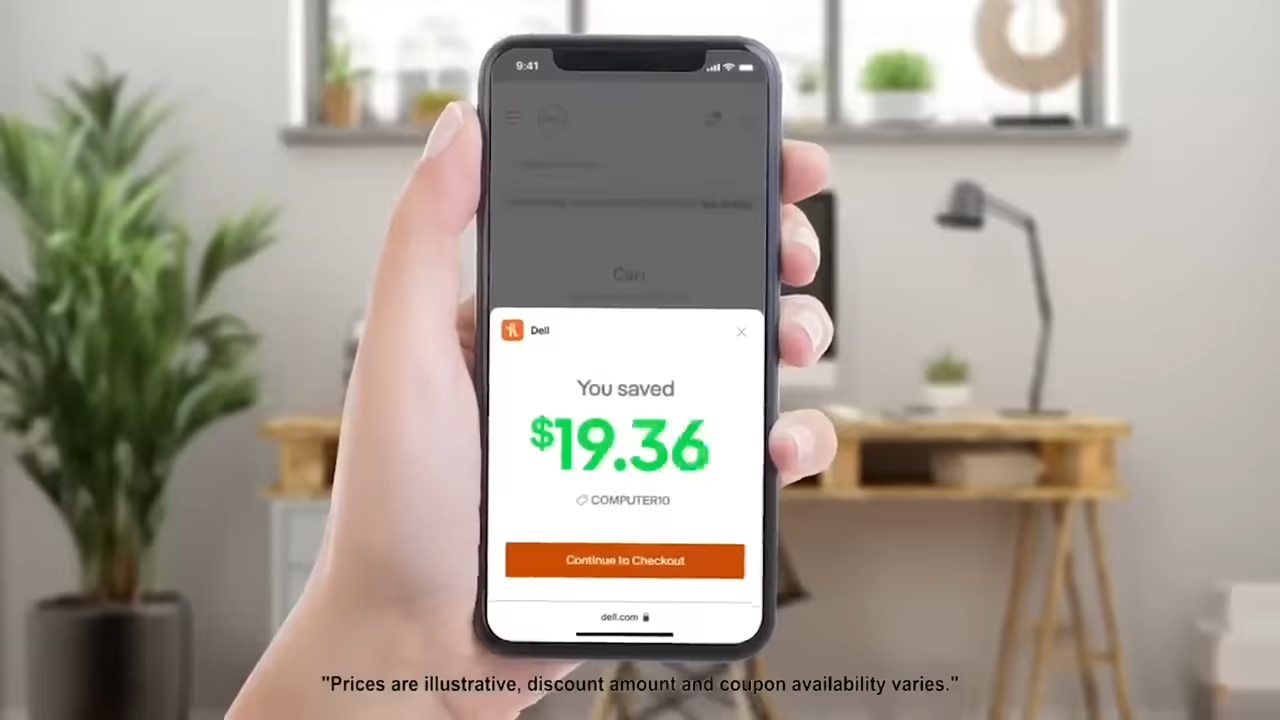 9:41
Cart
Dell
You saved
$19.36
COMPUTER10
Continue to Checkout
dell.com
"Prices are illustrative, discount amount and coupon availability varies."